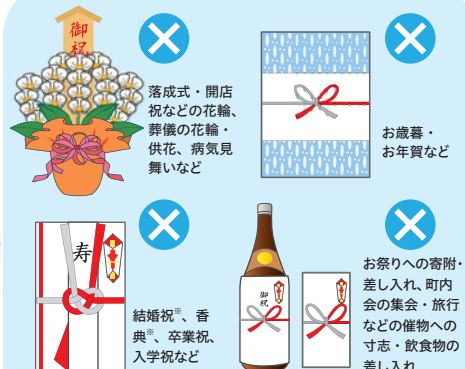 御祝
落成式・開店
祝などの花輪、
葬儀の花輪・
供花、病気見
舞いなど
お歳暮・
お年賀など
寿
結婚祝※、香
典※、卒業祝、
入学祝など
御祝
お祭りへの寄附・
差し入れ、町内
会の集会・旅行
などの催物への
寸志・飲食物の
差し入れ